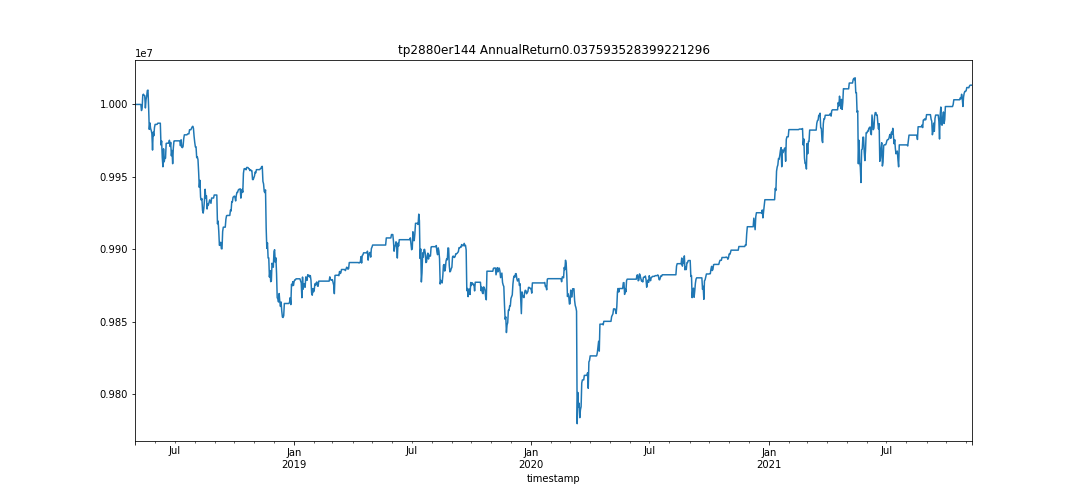 tp2880er144 AnnualReturn0.037593528399221296
1e7
1.000
0.995
0.990
0.985
0.980
Jul
Jan
2019
Jul
Jan
2020
Jul
Jan
2021
Jul
timestamp